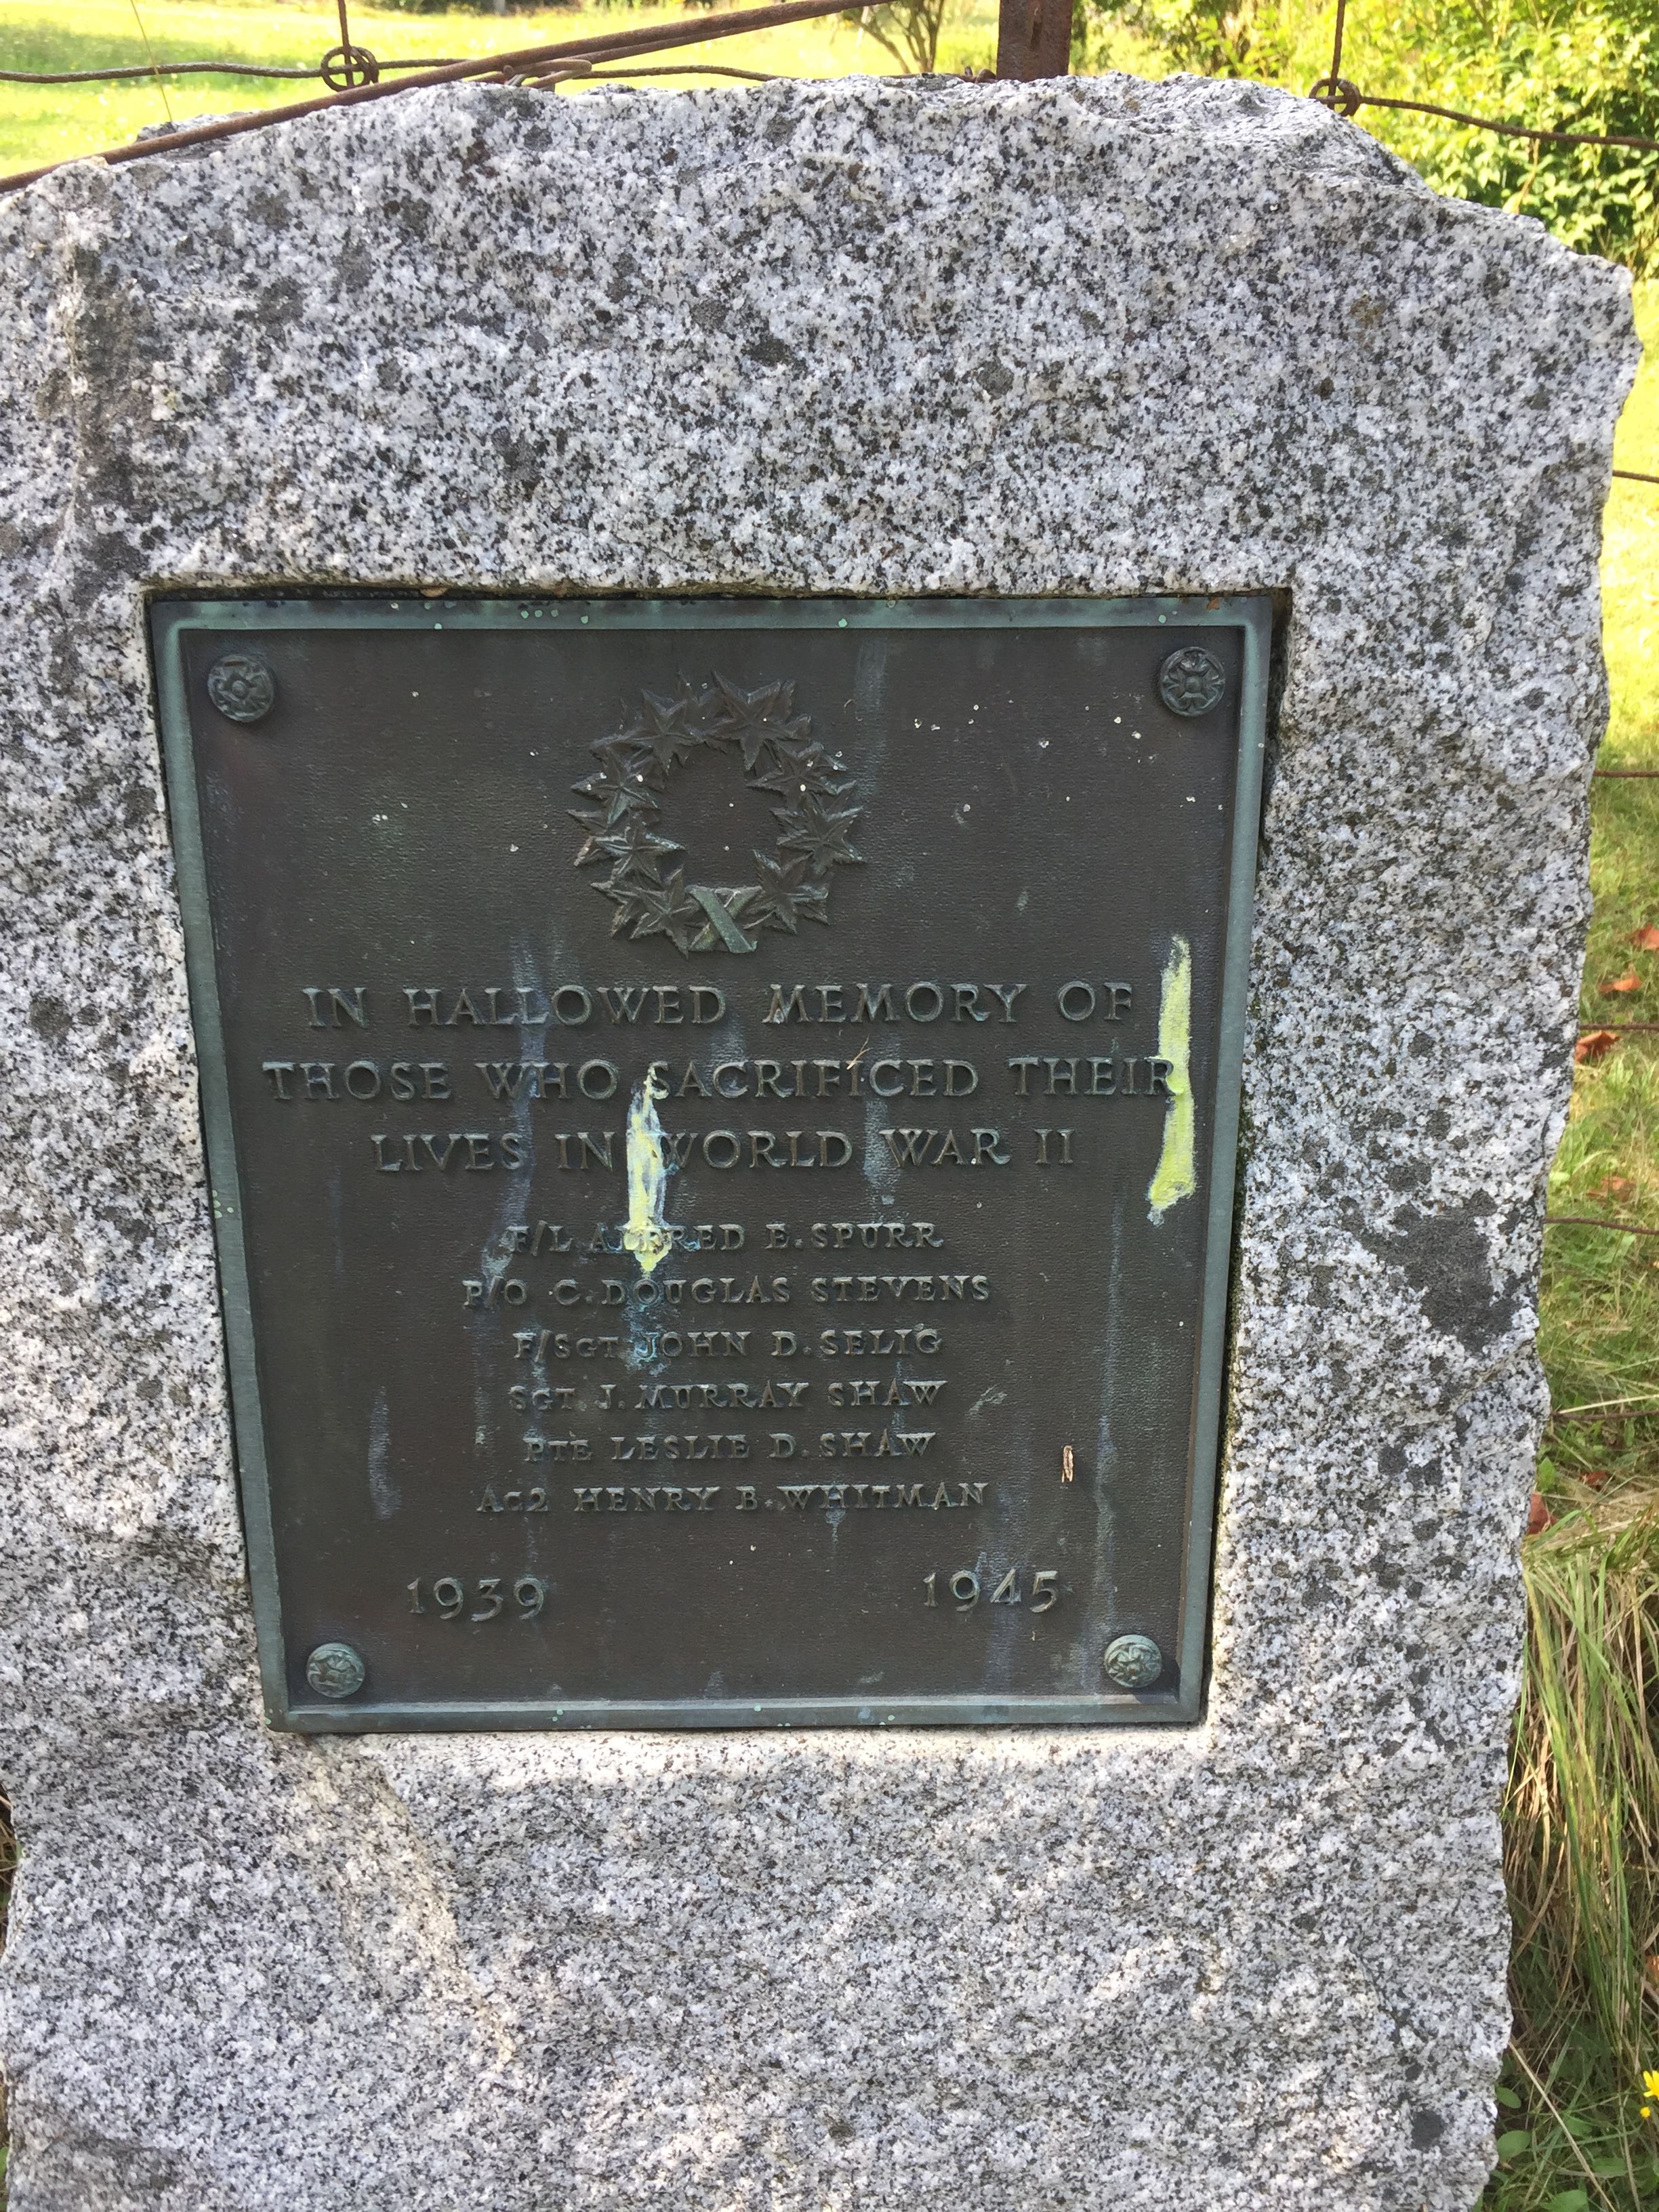 IN HALLOWED MEMORY OF
THOSE WHO SACRIFICED THEIR
LIVES IN WORLD WAR II
F/L ALFRED E. SPURR
P/O C. DOUGLAS STEVENS
F/SGT JOHN D. SELIG
SGT J. MURRAY SHAW
PTE LESLIE D. SHAW
AC2 HENRY B. WHITMAN
1939 1945